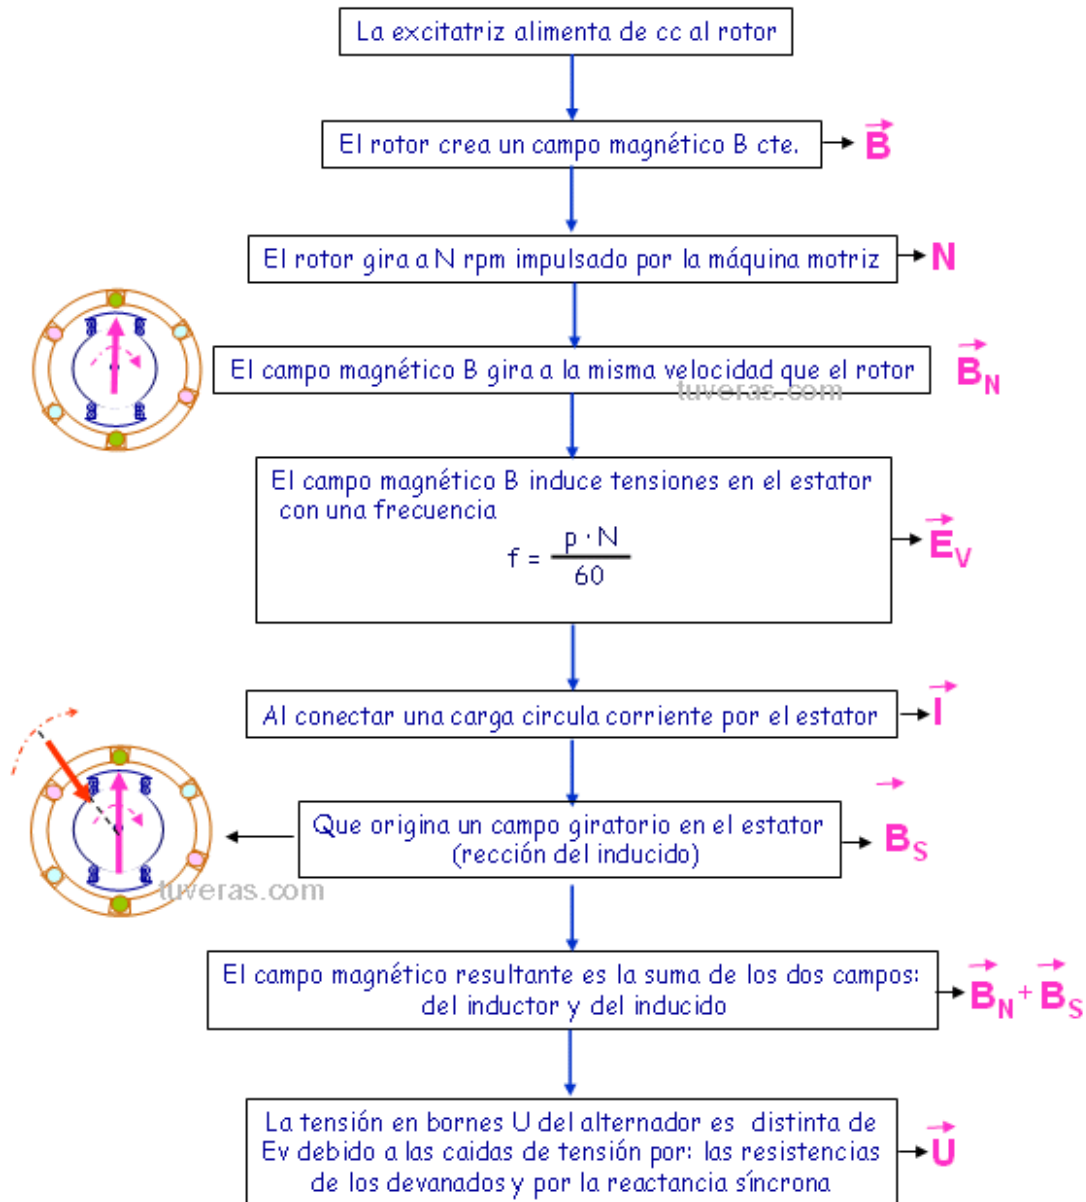 La excitatriz alimenta de cc al rotor
El rotor crea un campo magnético B cte.
B
El rotor gira a N rpm impulsado por la máquina motriz
N
El campo magnético B gira a la misma velocidad que el rotor
B_N
tuveras.com
El campo magnético B induce tensiones en el estator
con una frecuencia
f = p · N / 60
E_V
Al conectar una carga circula corriente por el estator
I
Que origina un campo giratorio en el estator
(rección del inducido)
B_S
tuveras.com
El campo magnético resultante es la suma de los dos campos:
del inductor y del inducido
B_N + B_S
La tensión en bornes U del alternador es distinta de
Ev debido a las caidas de tensión por: las resistencias
de los devanados y por la reactancia síncrona
U